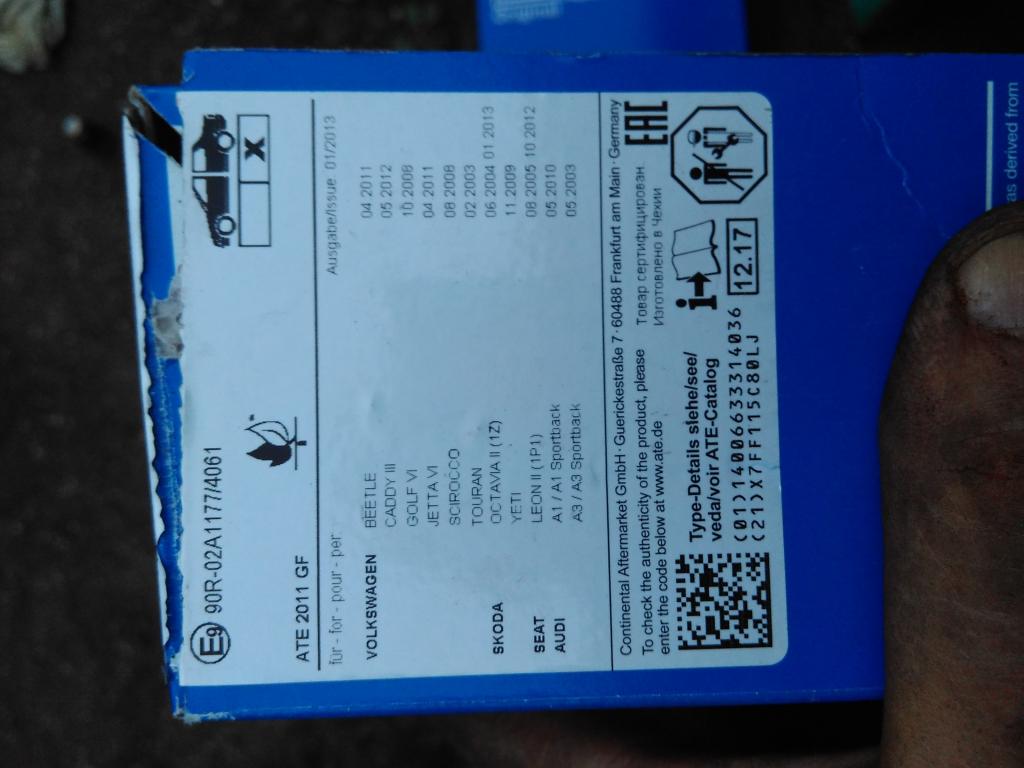 E9 90R-02A1177/4061
X
ATE 2011 GF
für - for - pour - per: Ausgabe/Issue 01/2013
VOLKSWAGEN BEETLE 04 2011
CADDY III 05 2012
GOLF VI 10 2008
JETTA VI 04 2011
SCIROCCO 08 2008
TOURAN 02 2003
SKODA OCTAVIA II (1Z) 06 2004 01 2013
YETI 11 2009
SEAT LEON II (1P1) 08 2005 10 2012
AUDI A1 / A1 Sportback 05 2010
A3 / A3 Sportback 05 2003
Continental Aftermarket GmbH · Guerickestraße 7 · 60488 Frankfurt am Main · Germany
To check the authenticity of the product, please
enter the code below at www.ate.de
Товар сертифицирован
Изготовлено в Чехии
EAC
Type-Details siehe/see/
veda/voir ATE-Catalog
(01)14006633314036
(21)X7FF115C80LJ
i
12.17
as derived from